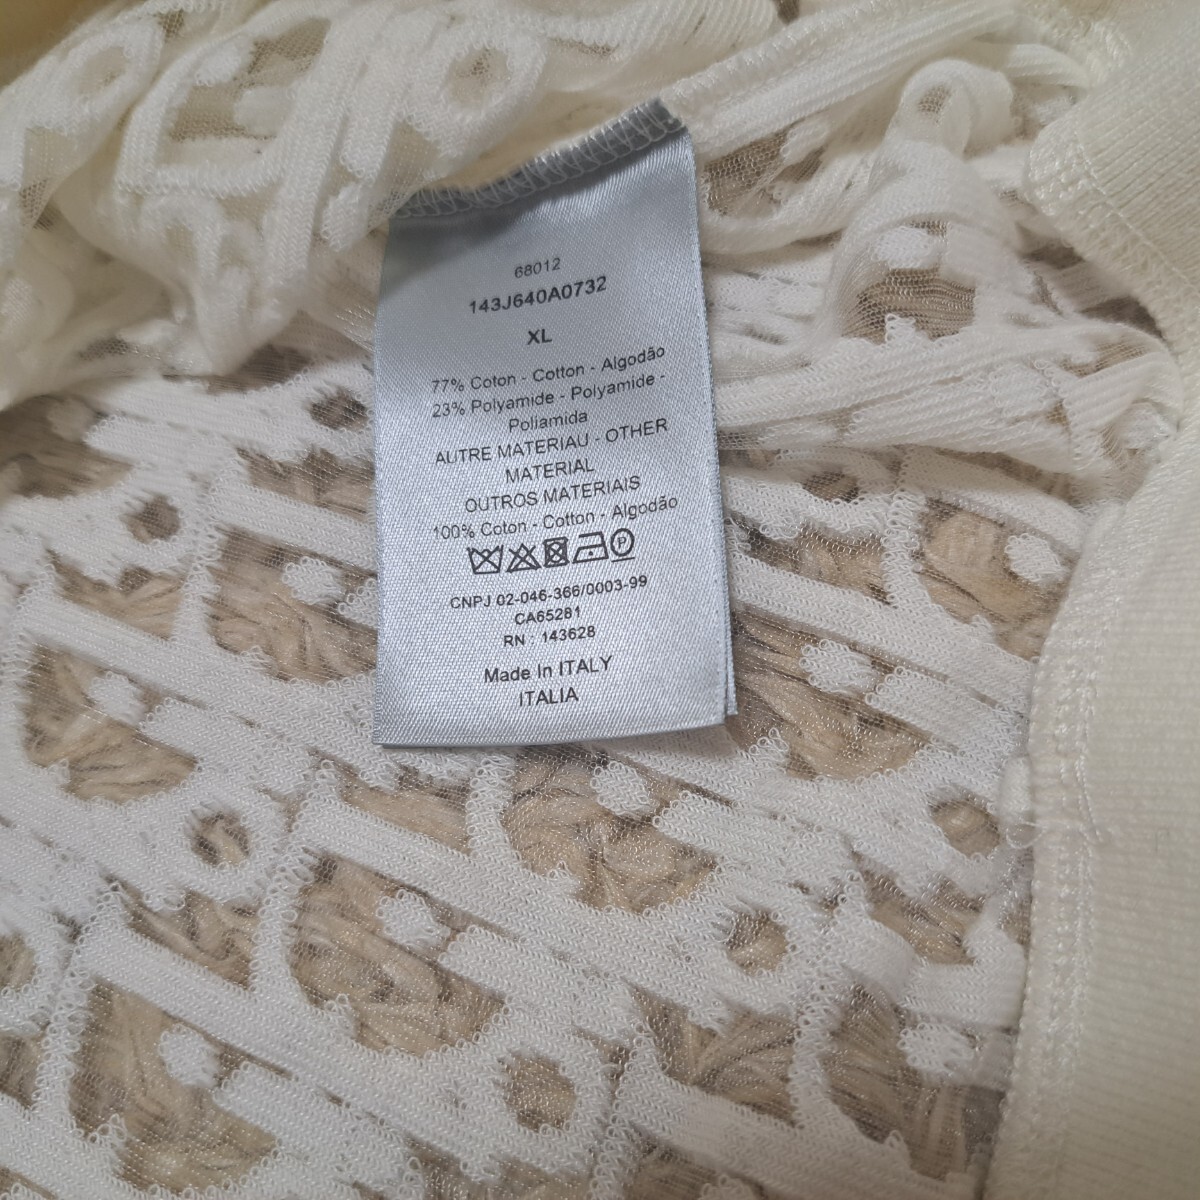 68012
143J640A0732
XL
77% Coton - Cotton - Algodão
23% Polyamide - Polyamide -
Poliamida
AUTRE MATERIAU - OTHER
MATERIAL
OUTROS MATERIAIS
100% Coton - Cotton - Algodão
P
CNPJ 02-046-366/0003-99
CA65281
RN : 143628
Made In ITALY
ITALIA